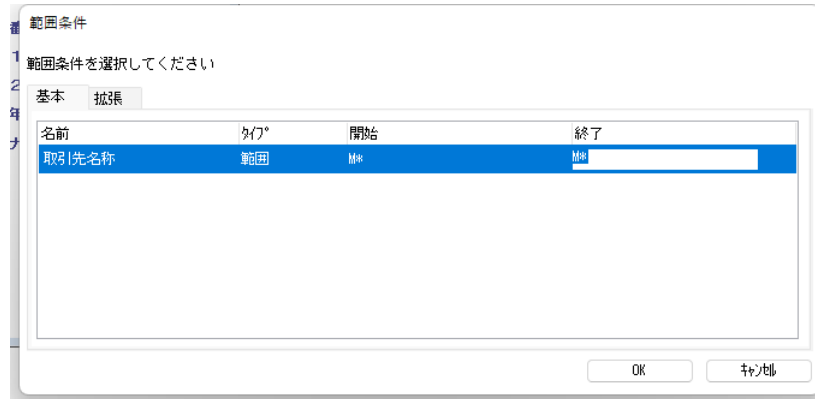 範囲条件
範囲条件を選択してください
基本 拡張
名前 ﾀｲﾌﾟ 開始 終了
取引先名称 範囲 M* M*
OK ｷｬﾝｾﾙ